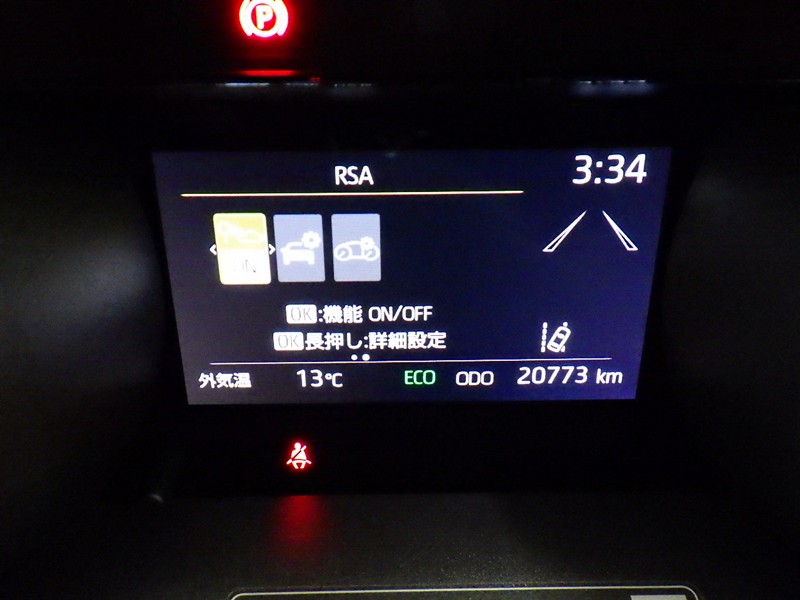 P
RSA
3:34
OK:機能 ON/OFF
OK長押し:詳細設定
外気温 13℃ ECO ODO 20773 km